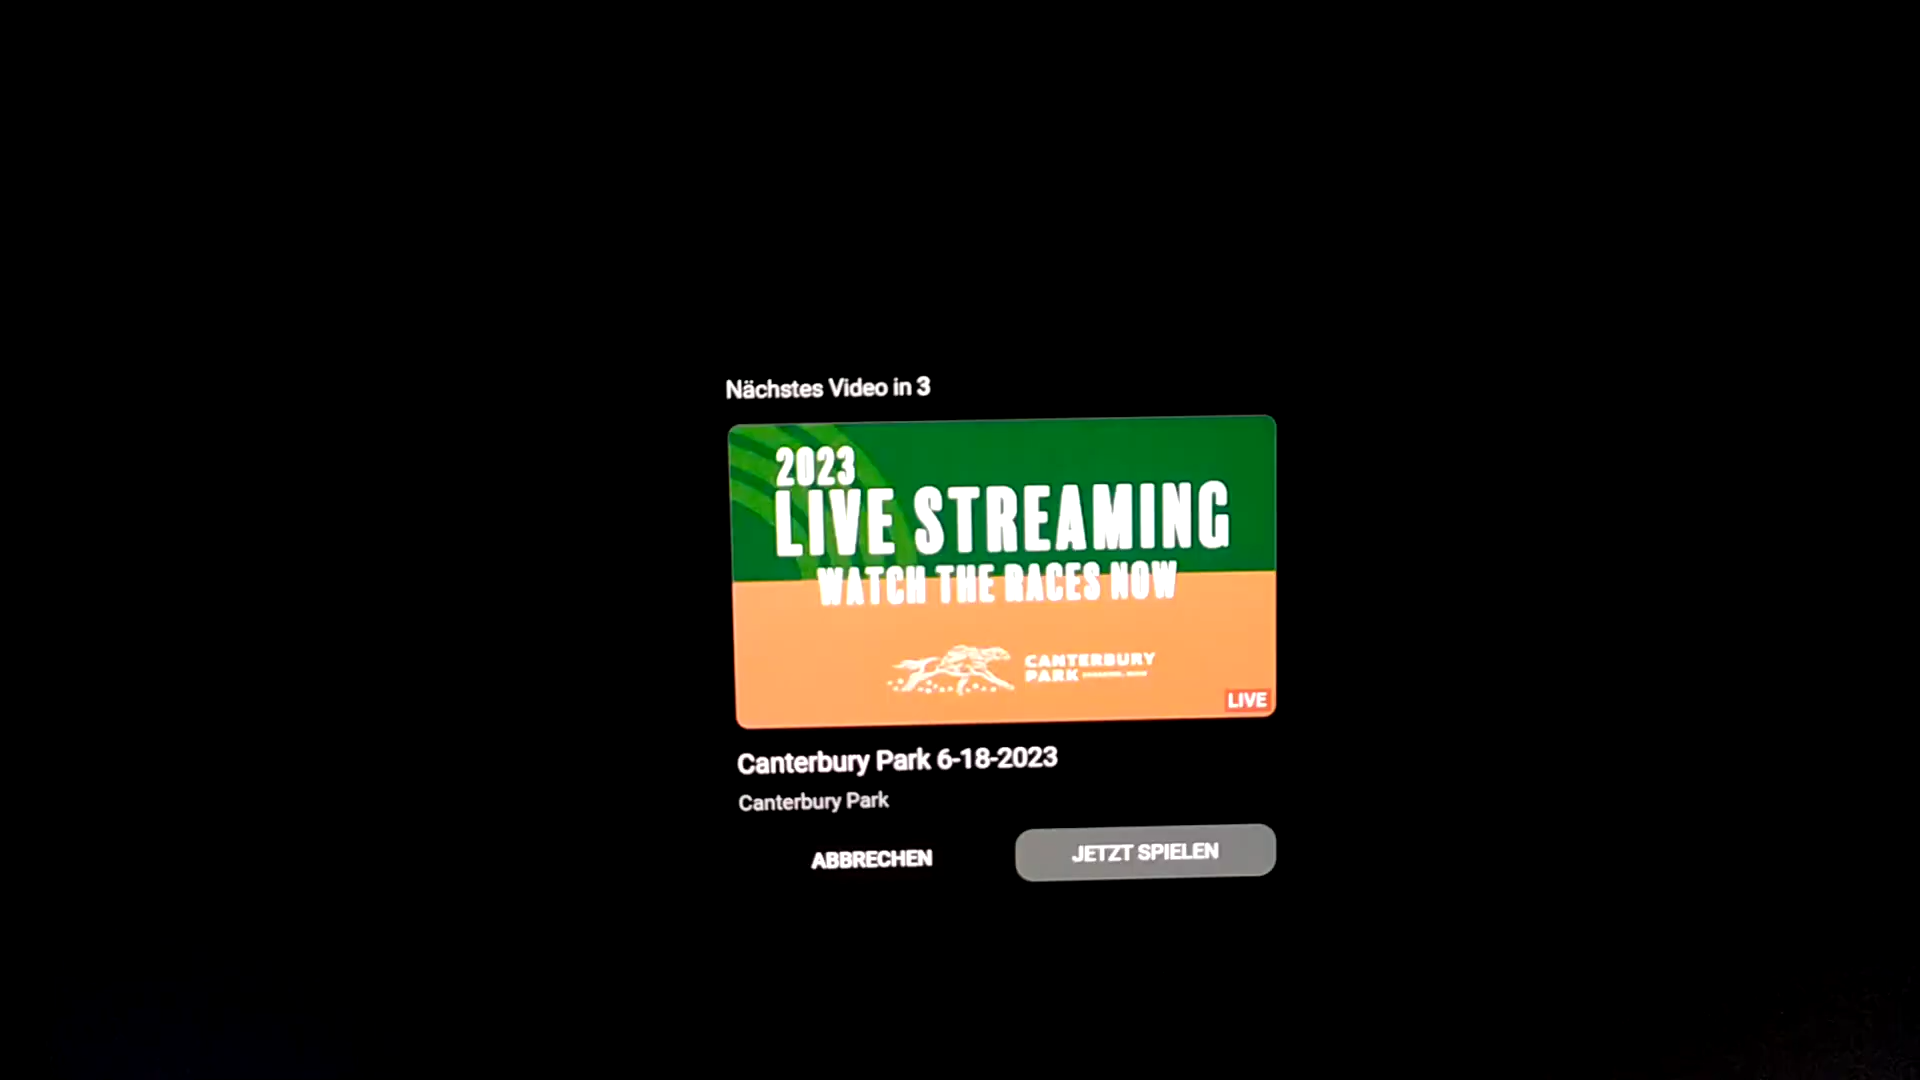 Nächstes Video in 3
2023
LIVE STREAMING
WATCH THE RACES NOW
CANTERBURY
PARK
LIVE
Canterbury Park 6-18-2023
Canterbury Park
ABBRECHEN
JETZT SPIELEN